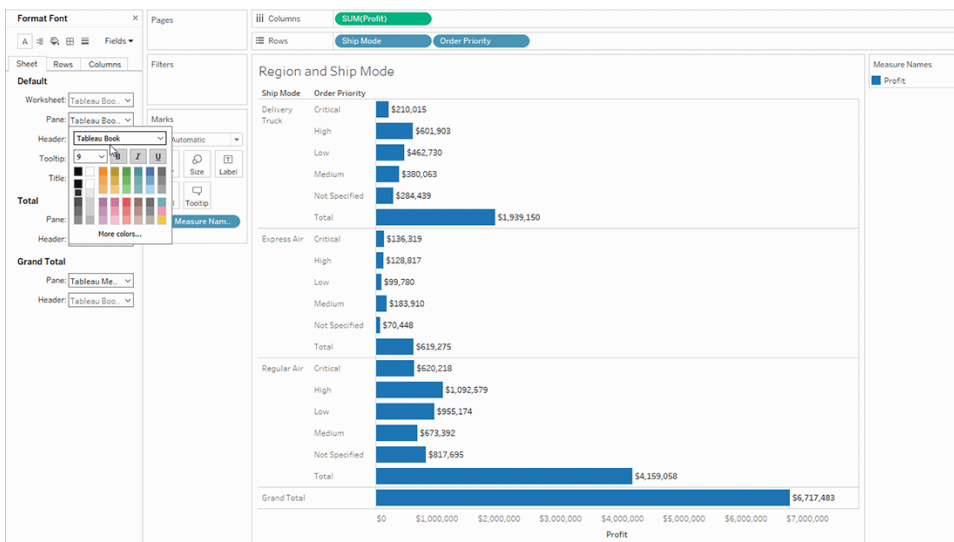 Format Font ×
Fields ▾
Sheet Rows Columns
Default
Worksheet: Tableau Boo..
Pane: Tableau Boo..
Header:
Tooltip:
Title:
Tableau Book
9 B I U
More colors...
Total
Pane:
Header:
Grand Total
Pane: Tableau Me..
Header: Tableau Boo..
Pages
Filters
Marks
Automatic
Size Label
Tooltip
Measure Nam..
Columns SUM(Profit)
Rows Ship Mode Order Priority
Region and Ship Mode
Ship Mode Order Priority
Delivery Truck Critical $210,015
High $601,903
Low $462,730
Medium $380,063
Not Specified $284,439
Total $1,939,150
Express Air Critical $136,319
High $128,817
Low $99,780
Medium $183,910
Not Specified $70,448
Total $619,275
Regular Air Critical $620,218
High $1,092,579
Low $955,174
Medium $673,392
Not Specified $817,695
Total $4,159,058
Grand Total $6,717,483
$0 $1,000,000 $2,000,000 $3,000,000 $4,000,000 $5,000,000 $6,000,000 $7,000,000
Profit
Measure Names
Profit